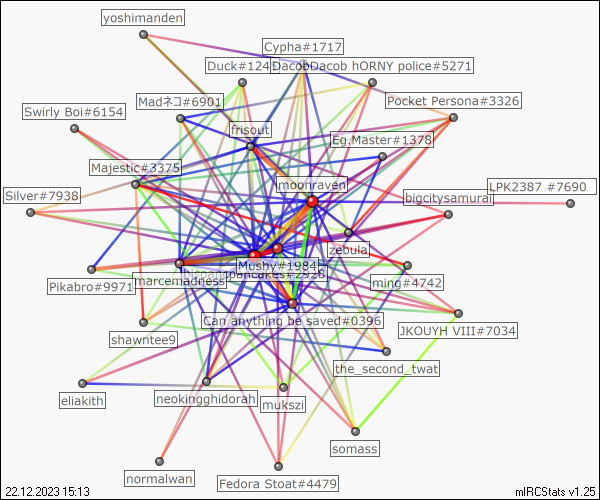 yoshimanden
Cypha#1717
Duck#124
DacobDacob hORNY police#5271
Madネコ#6901
Pocket Persona#3326
Swirly Boi#6154
frisout
Eg.Master#1378
Majestic#3375
moonraven
LPK2387 #7690
Silver#7938
bigcitysamurai
zebula
Mushy#1984
Pikabro#9971
marcemadness
pancakes#2926
ming#4742
Can anything be saved#0396
JKOUYH VIII#7034
shawntee9
the_second_twat
eliakith
neokingghidorah
mukszi
somass
normalwan
Fedora Stoat#4479
22.12.2023 15:13
mIRCStats v1.25